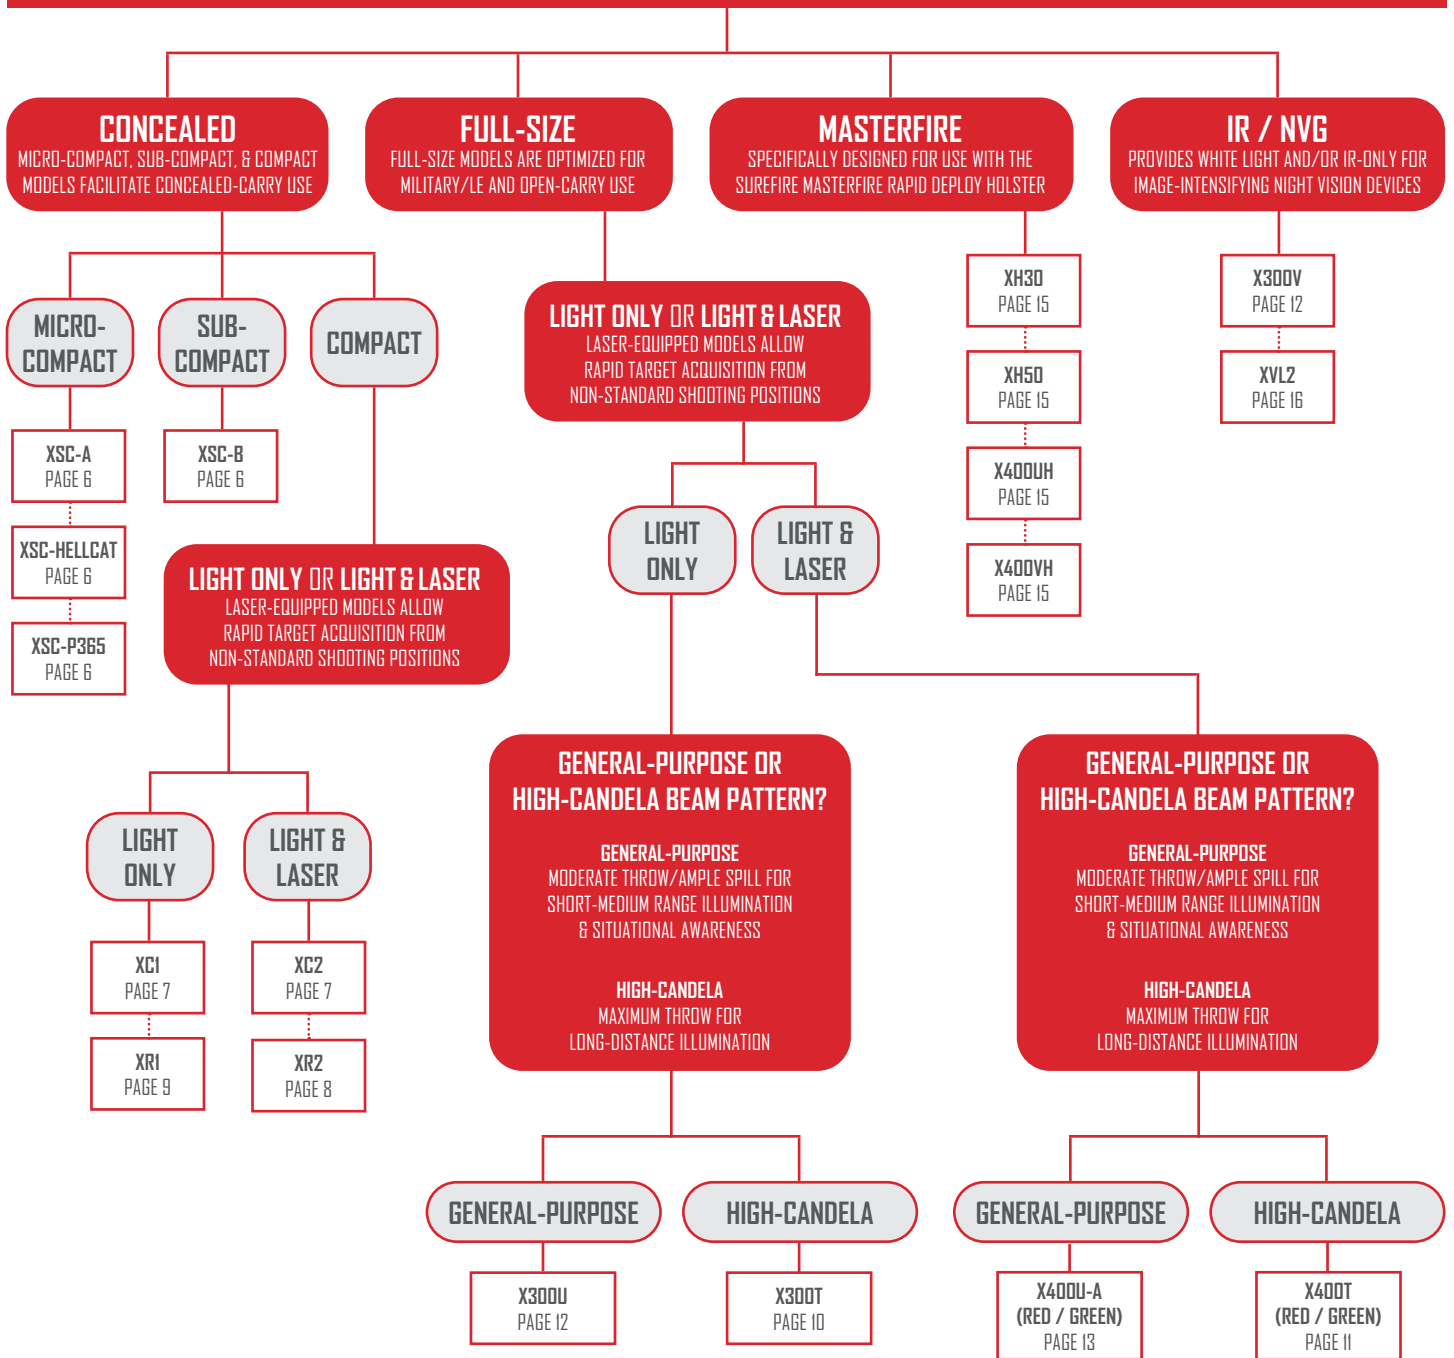 CONCEALED
MICRO-COMPACT, SUB-COMPACT, & COMPACT
MODELS FACILITATE CONCEALED-CARRY USE
FULL-SIZE
FULL-SIZE MODELS ARE OPTIMIZED FOR
MILITARY/LE AND OPEN-CARRY USE
MASTERFIRE
SPECIFICALLY DESIGNED FOR USE WITH THE
SUREFIRE MASTERFIRE RAPID DEPLOY HOLSTER
IR / NVG
PROVIDES WHITE LIGHT AND/OR IR-ONLY FOR
IMAGE-INTENSIFYING NIGHT VISION DEVICES
MICRO-
COMPACT
SUB-
COMPACT
COMPACT
XSC-A
PAGE 6
XSC-HELLCAT
PAGE 6
XSC-P365
PAGE 6
XSC-B
PAGE 6
LIGHT ONLY OR LIGHT & LASER
LASER-EQUIPPED MODELS ALLOW
RAPID TARGET ACQUISITION FROM
NON-STANDARD SHOOTING POSITIONS
LIGHT
ONLY
LIGHT &
LASER
XC1
PAGE 7
XR1
PAGE 9
XC2
PAGE 7
XR2
PAGE 8
LIGHT ONLY OR LIGHT & LASER
LASER-EQUIPPED MODELS ALLOW
RAPID TARGET ACQUISITION FROM
NON-STANDARD SHOOTING POSITIONS
LIGHT
ONLY
LIGHT &
LASER
GENERAL-PURPOSE OR
HIGH-CANDELA BEAM PATTERN?
GENERAL-PURPOSE
MODERATE THROW/AMPLE SPILL FOR
SHORT-MEDIUM RANGE ILLUMINATION
& SITUATIONAL AWARENESS
HIGH-CANDELA
MAXIMUM THROW FOR
LONG-DISTANCE ILLUMINATION
GENERAL-PURPOSE
HIGH-CANDELA
X300U
PAGE 12
X300T
PAGE 10
GENERAL-PURPOSE OR
HIGH-CANDELA BEAM PATTERN?
GENERAL-PURPOSE
MODERATE THROW/AMPLE SPILL FOR
SHORT-MEDIUM RANGE ILLUMINATION
& SITUATIONAL AWARENESS
HIGH-CANDELA
MAXIMUM THROW FOR
LONG-DISTANCE ILLUMINATION
GENERAL-PURPOSE
HIGH-CANDELA
X400U-A
(RED / GREEN)
PAGE 13
X400T
(RED / GREEN)
PAGE 11
XH30
PAGE 15
XH50
PAGE 15
X400UH
PAGE 15
X400VH
PAGE 15
X300V
PAGE 12
XVL2
PAGE 16